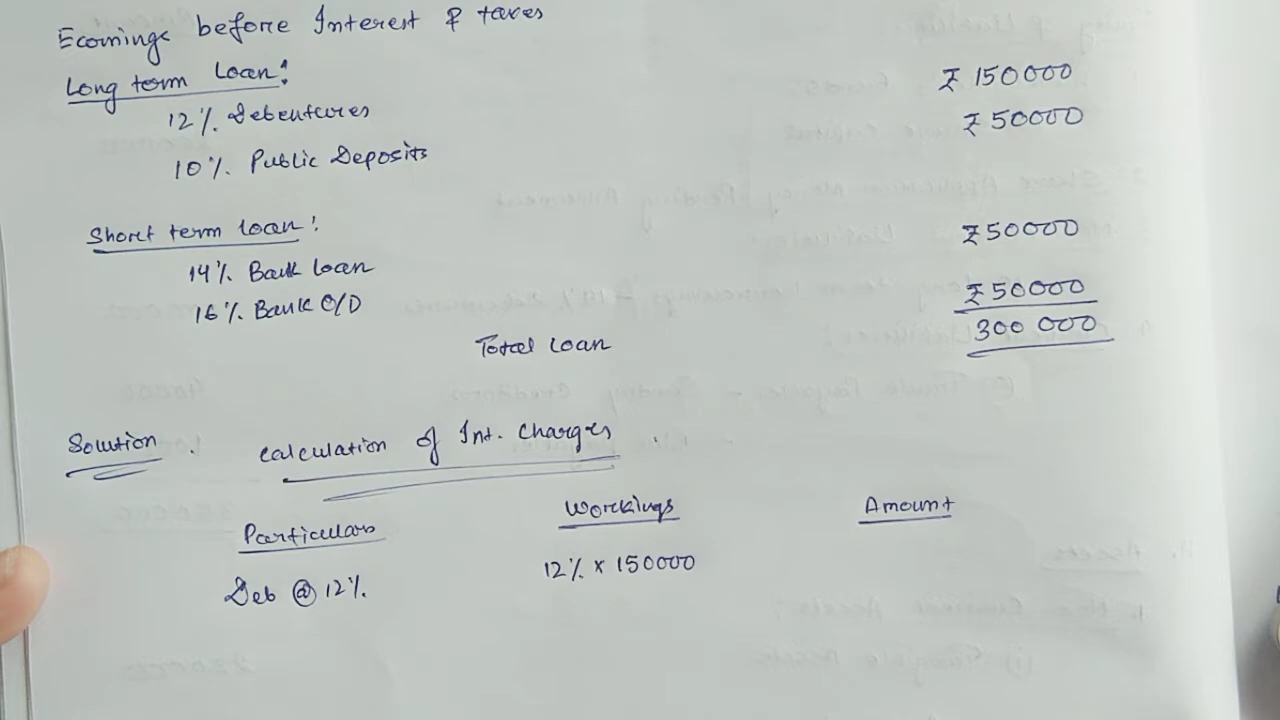 Earnings before Interest & taxes
Long term Loan:
12% Debentures ₹ 150000
10% Public Deposits ₹ 50000
Short term loan:
14% Bank loan ₹ 50000
16% Bank O/D ₹ 50000
Total Loan 300 000
Solution . Calculation of Int. Charges
Particulars Workings Amount
Deb @ 12% 12% × 150000